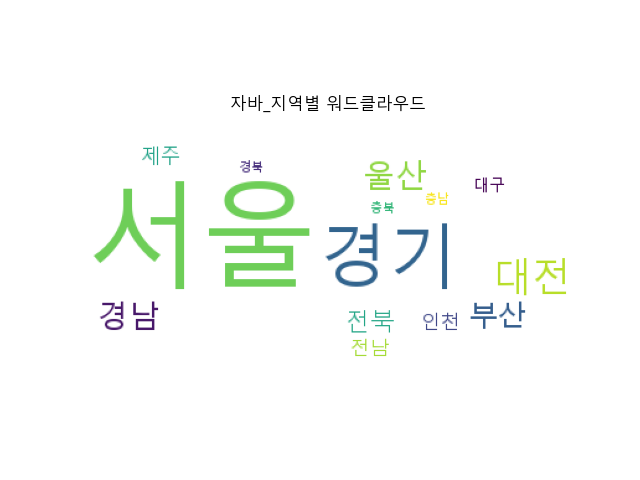 자바_지역별 워드클라우드
제주
경북
울산
대구
충남
충북
서울
경기
대전
경남
전북
인천
부산
전남